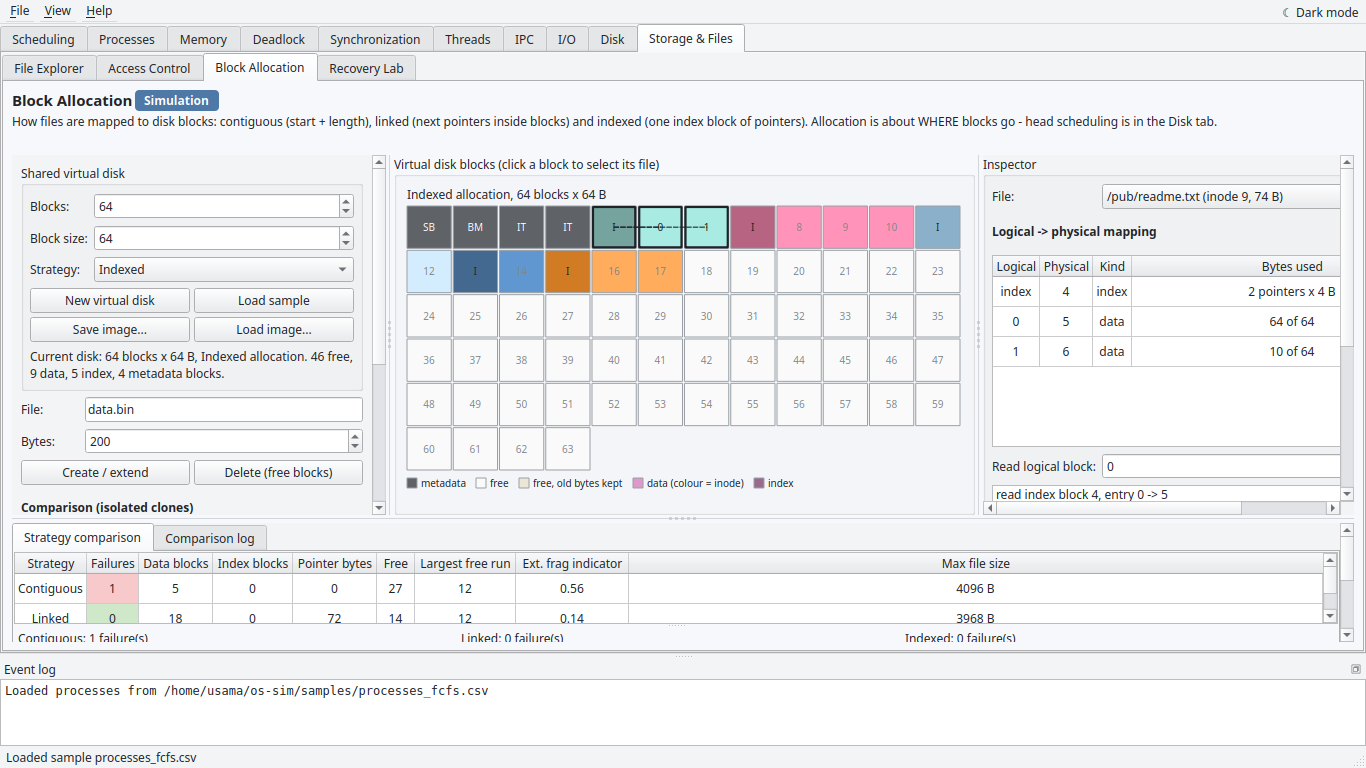 File View Help
Dark mode
Scheduling Processes Memory Deadlock Synchronization Threads IPC I/O Disk Storage & Files
File Explorer Access Control Block Allocation Recovery Lab
Block Allocation Simulation
How files are mapped to disk blocks: contiguous (start + length), linked (next pointers inside blocks) and indexed (one index block of pointers). Allocation is about WHERE blocks go - head scheduling is in the Disk tab.
Shared virtual disk
Blocks: 64
Block size: 64
Strategy: Indexed
New virtual disk Load sample
Save image... Load image...
Current disk: 64 blocks x 64 B, Indexed allocation. 46 free,
9 data, 5 index, 4 metadata blocks.
File: data.bin
Bytes: 200
Create / extend Delete (free blocks)
Comparison (isolated clones)
Virtual disk blocks (click a block to select its file)
Indexed allocation, 64 blocks x 64 B
SB BM IT IT I 0 1 I 8 9 10 I
12 I 14 I 16 17 18 19 20 21 22 23
24 25 26 27 28 29 30 31 32 33 34 35
36 37 38 39 40 41 42 43 44 45 46 47
48 49 50 51 52 53 54 55 56 57 58 59
60 61 62 63
metadata free free, old bytes kept data (colour = inode) index
Inspector
File: /pub/readme.txt (inode 9, 74 B)
Logical -> physical mapping
Logical Physical Kind Bytes used
index 4 index 2 pointers x 4 B
0 5 data 64 of 64
1 6 data 10 of 64
Read logical block: 0
read index block 4, entry 0 -> 5
Strategy comparison Comparison log
Strategy Failures Data blocks Index blocks Pointer bytes Free Largest free run Ext. frag indicator Max file size
Contiguous 1 5 0 0 27 12 0.56 4096 B
Linked 0 18 0 72 14 12 0.14 3968 B
Contiguous: 1 failure(s) Linked: 0 failure(s) Indexed: 0 failure(s)
Event log
Loaded processes from /home/usama/os-sim/samples/processes_fcfs.csv
Loaded sample processes_fcfs.csv